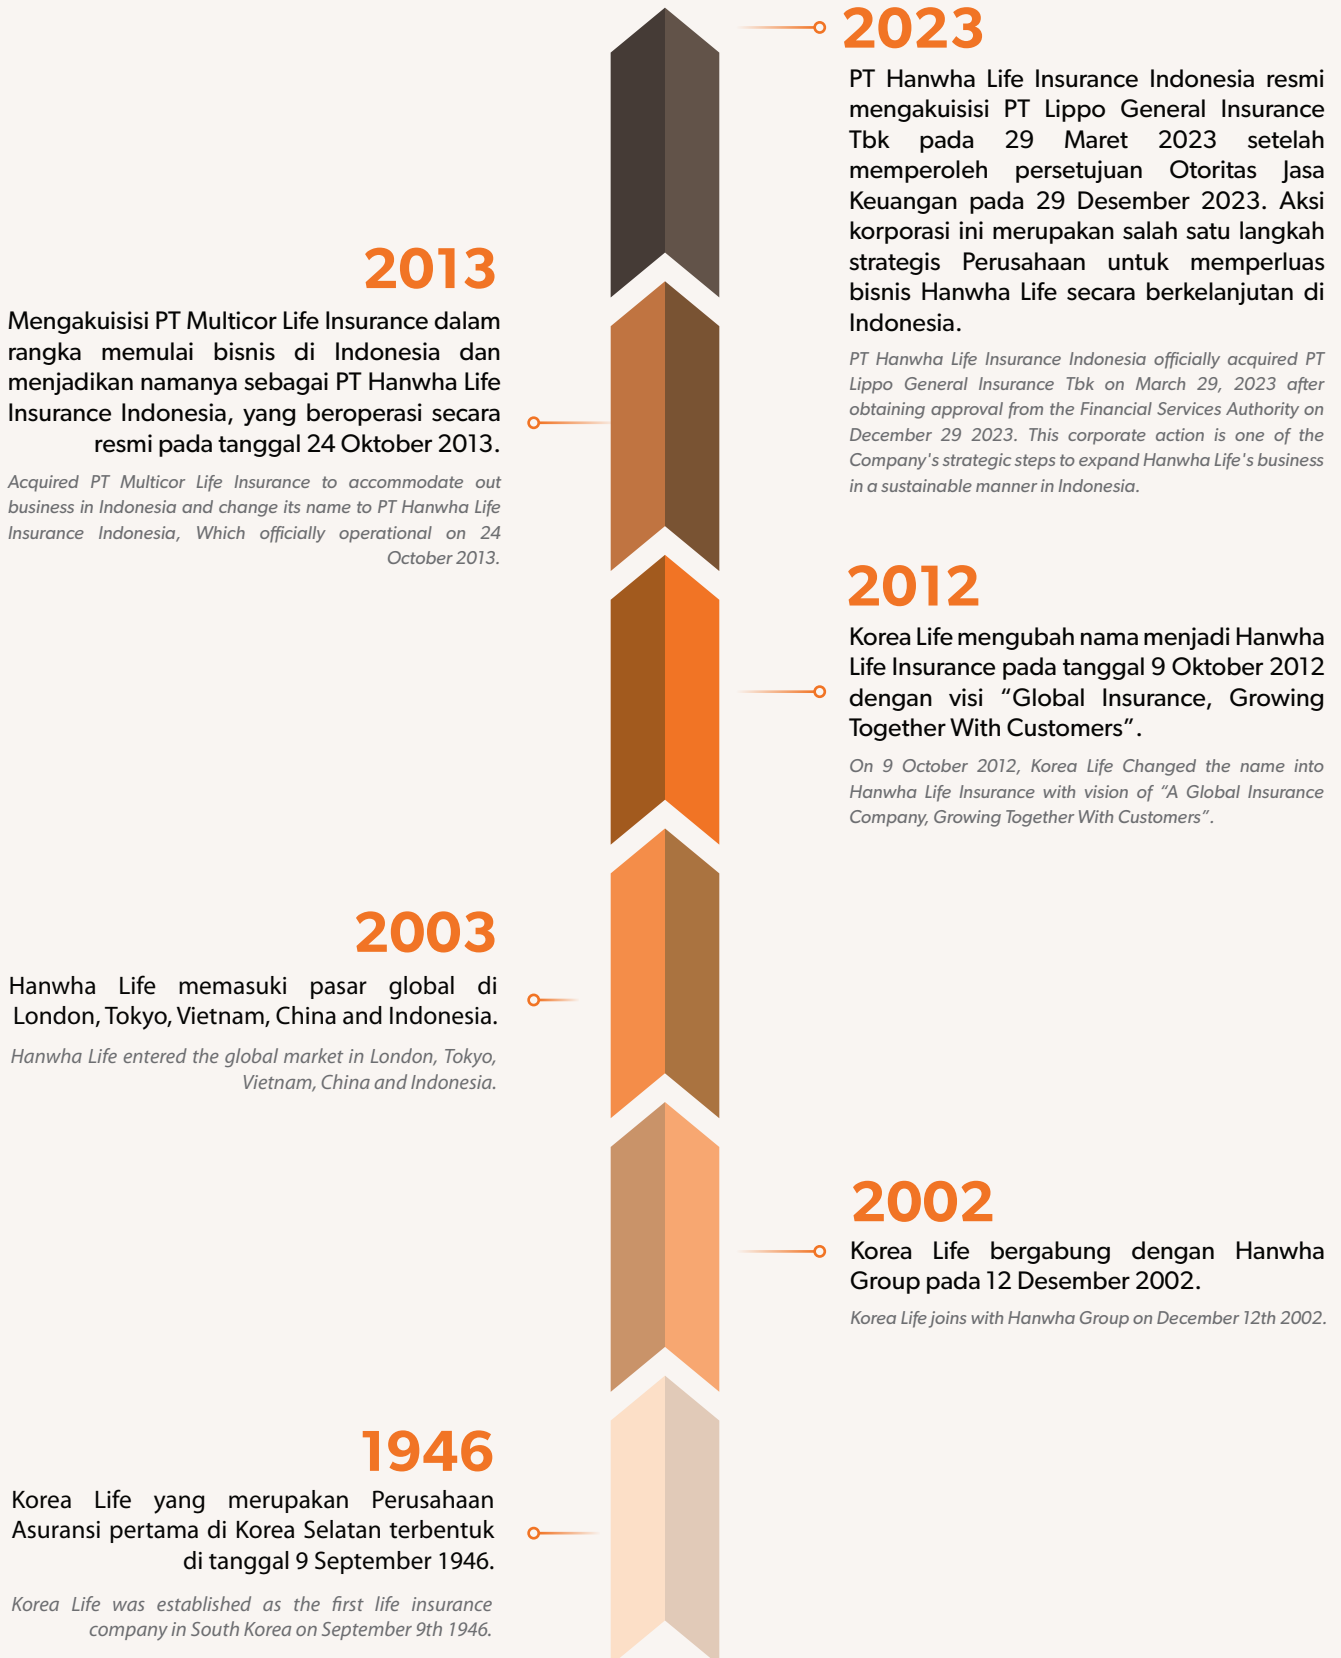 2023
PT Hanwha Life Insurance Indonesia resmi
mengakuisisi PT Lippo General Insurance
Tbk pada 29 Maret 2023 setelah
memperoleh persetujuan Otoritas Jasa
Keuangan pada 29 Desember 2023. Aksi
korporasi ini merupakan salah satu langkah
strategis Perusahaan untuk memperluas
bisnis Hanwha Life secara berkelanjutan di
Indonesia.
PT Hanwha Life Insurance Indonesia officially acquired PT
Lippo General Insurance Tbk on March 29, 2023 after
obtaining approval from the Financial Services Authority on
December 29 2023. This corporate action is one of the
Company's strategic steps to expand Hanwha Life's business
in a sustainable manner in Indonesia.
2013
Mengakuisisi PT Multicor Life Insurance dalam
rangka memulai bisnis di Indonesia dan
menjadikan namanya sebagai PT Hanwha Life
Insurance Indonesia, yang beroperasi secara
resmi pada tanggal 24 Oktober 2013.
Acquired PT Multicor Life Insurance to accommodate out
business in Indonesia and change its name to PT Hanwha Life
Insurance Indonesia, Which officially operational on 24
October 2013.
2012
Korea Life mengubah nama menjadi Hanwha
Life Insurance pada tanggal 9 Oktober 2012
dengan visi “Global Insurance, Growing
Together With Customers”.
On 9 October 2012, Korea Life Changed the name into
Hanwha Life Insurance with vision of “A Global Insurance
Company, Growing Together With Customers”.
2003
Hanwha Life memasuki pasar global di
London, Tokyo, Vietnam, China and Indonesia.
Hanwha Life entered the global market in London, Tokyo,
Vietnam, China and Indonesia.
2002
Korea Life bergabung dengan Hanwha
Group pada 12 Desember 2002.
Korea Life joins with Hanwha Group on December 12th 2002.
1946
Korea Life yang merupakan Perusahaan
Asuransi pertama di Korea Selatan terbentuk
di tanggal 9 September 1946.
Korea Life was established as the first life insurance
company in South Korea on September 9th 1946.